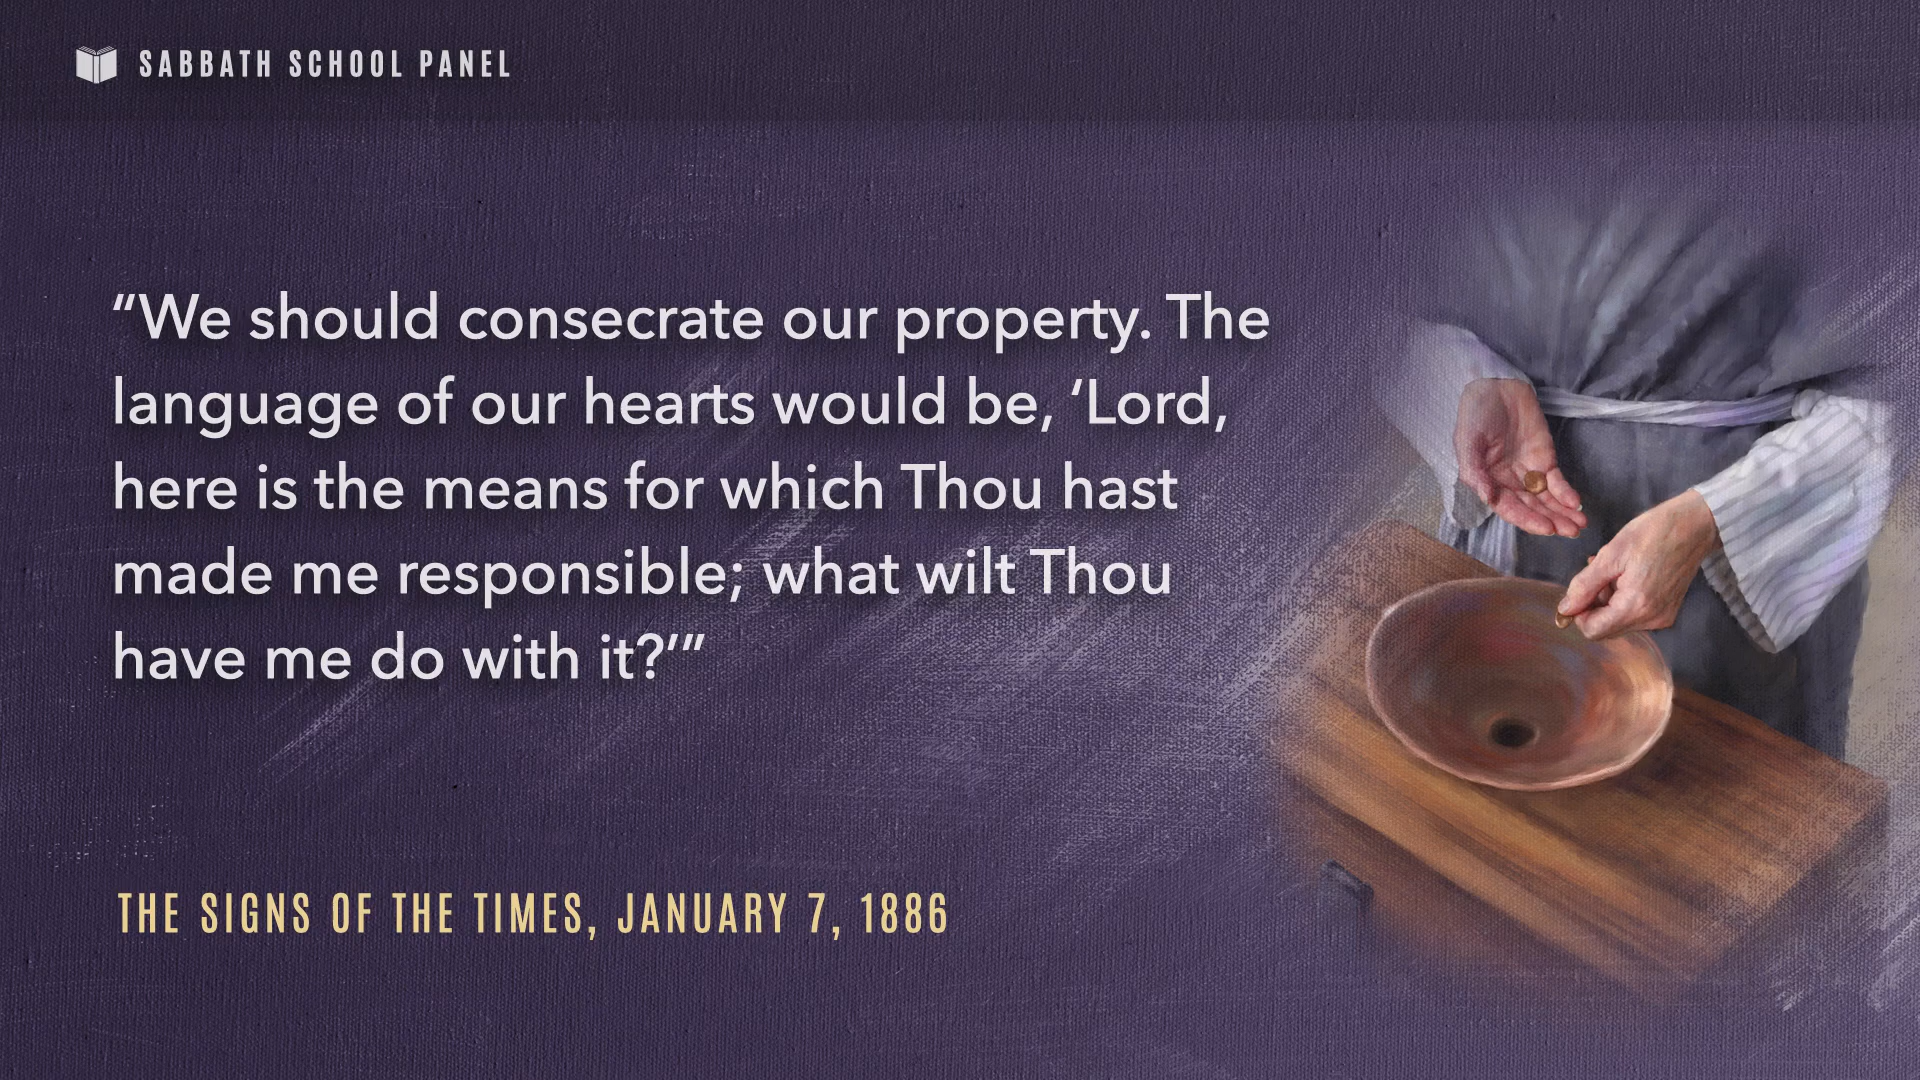 SABBATH SCHOOL PANEL
“We should consecrate our property. The
language of our hearts would be, ‘Lord,
here is the means for which Thou hast
made me responsible; what wilt Thou
have me do with it?’”
THE SIGNS OF THE TIMES, JANUARY 7, 1886